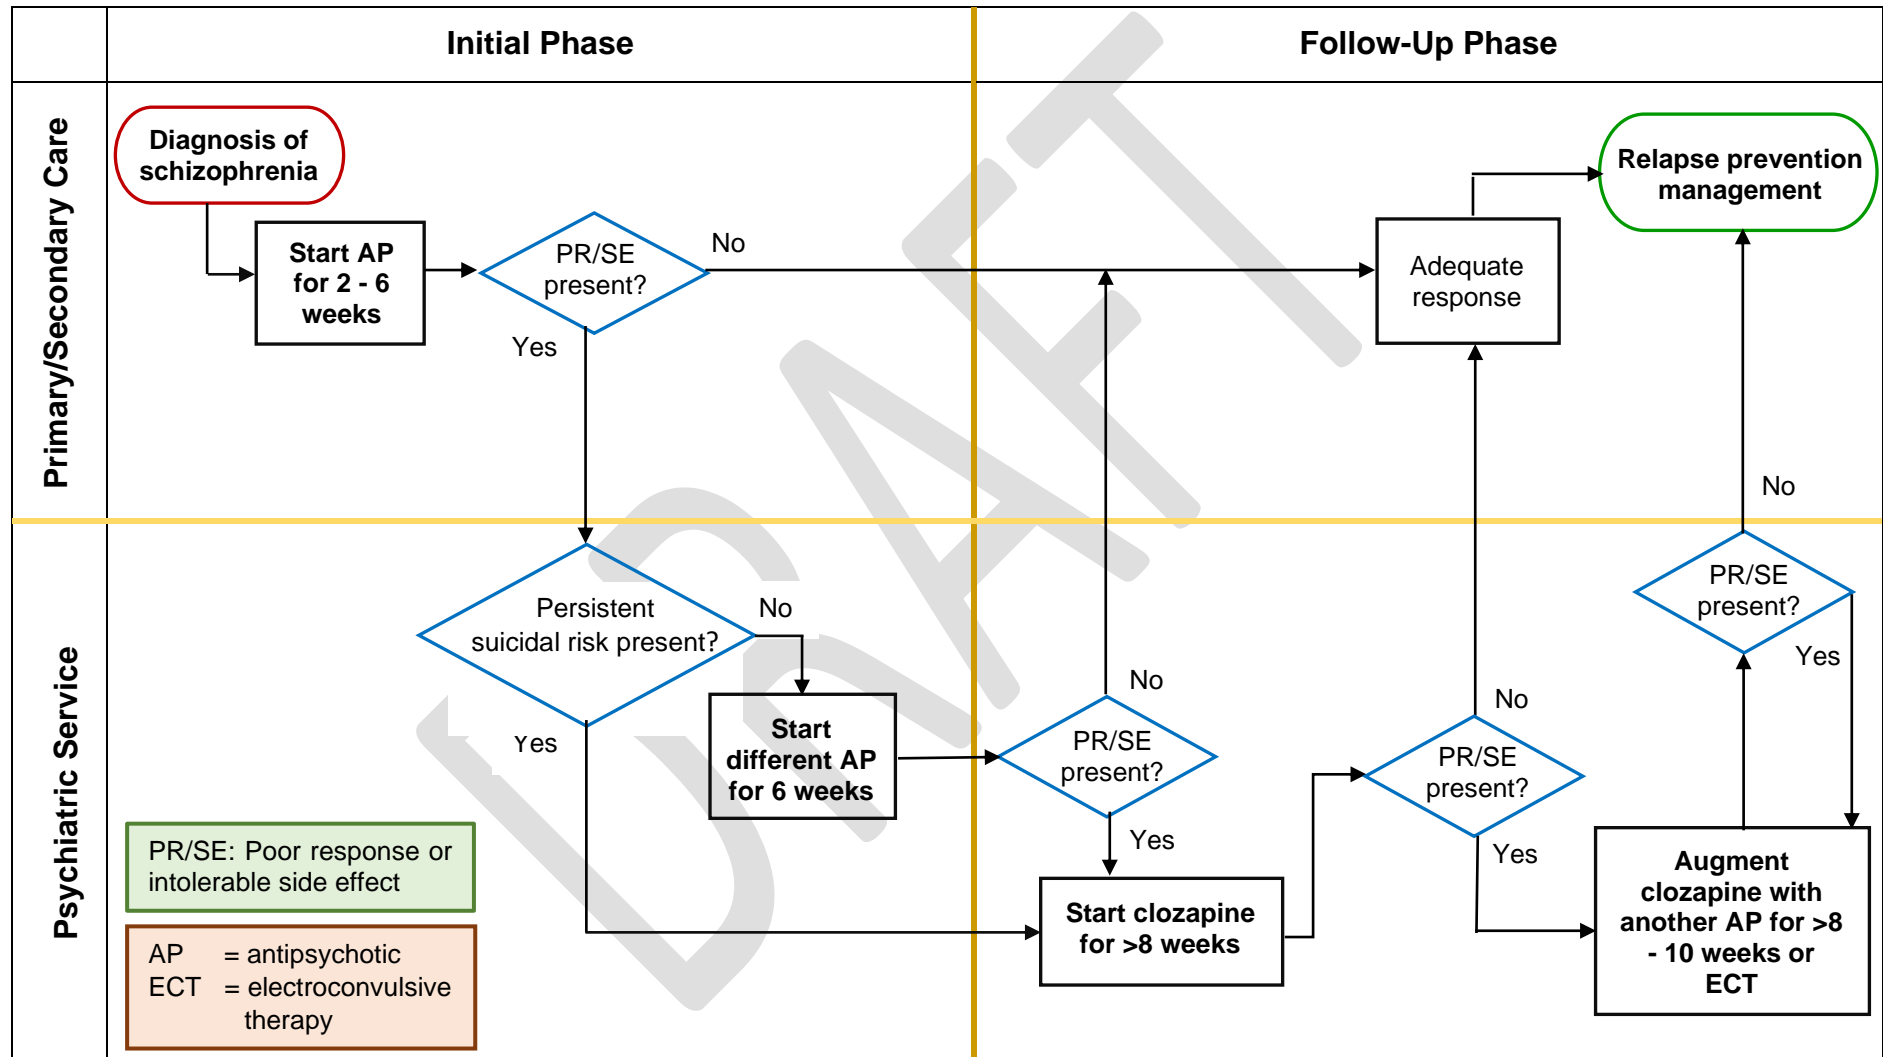 Initial Phase
Follow-Up Phase
Primary/Secondary Care
Diagnosis of
schizophrenia
Start AP
for 2 - 6
weeks
PR/SE
present?
No
Yes
Adequate
response
Relapse prevention
management
No
Psychiatric Service
Persistent
suicidal risk present?
No
Yes
Start
different AP
for 6 weeks
PR/SE
present?
No
Yes
Start clozapine
for >8 weeks
PR/SE
present?
No
Yes
PR/SE
present?
Yes
Augment
clozapine with
another AP for >8
- 10 weeks or
ECT
PR/SE: Poor response or
intolerable side effect
AP = antipsychotic
ECT = electroconvulsive
therapy
DRAFT